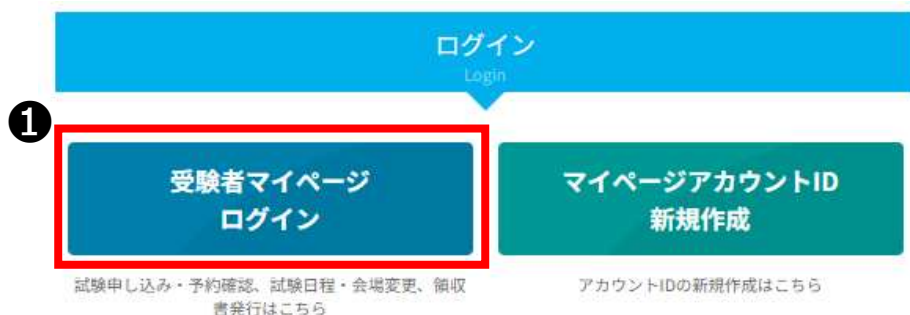 ログイン
Login
❶
受験者マイページ
ログイン
マイページアカウントID
新規作成
試験申し込み・予約確認、試験日程・会場変更、領収
書発行はこちら
アカウントIDの新規作成はこちら